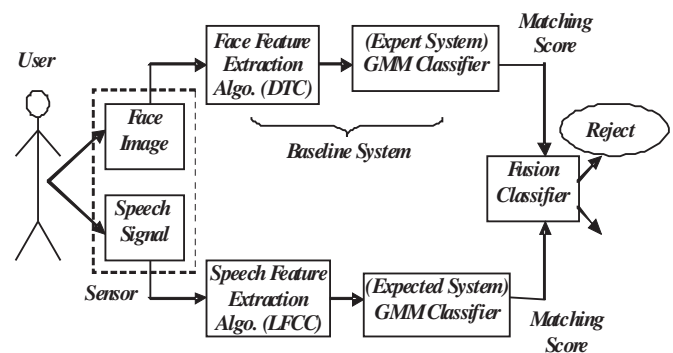 User
Face
Image
Speech
Signal
Sensor
Face Feature
Extraction
Algo. (DTC)
(Expert System)
GMM Classifier
Matching
Score
Baseline System
Reject
Fusion
Classifier
Speech Feature
Extraction
Algo. (LFCC)
(Expected System)
GMM Classifier
Matching
Score